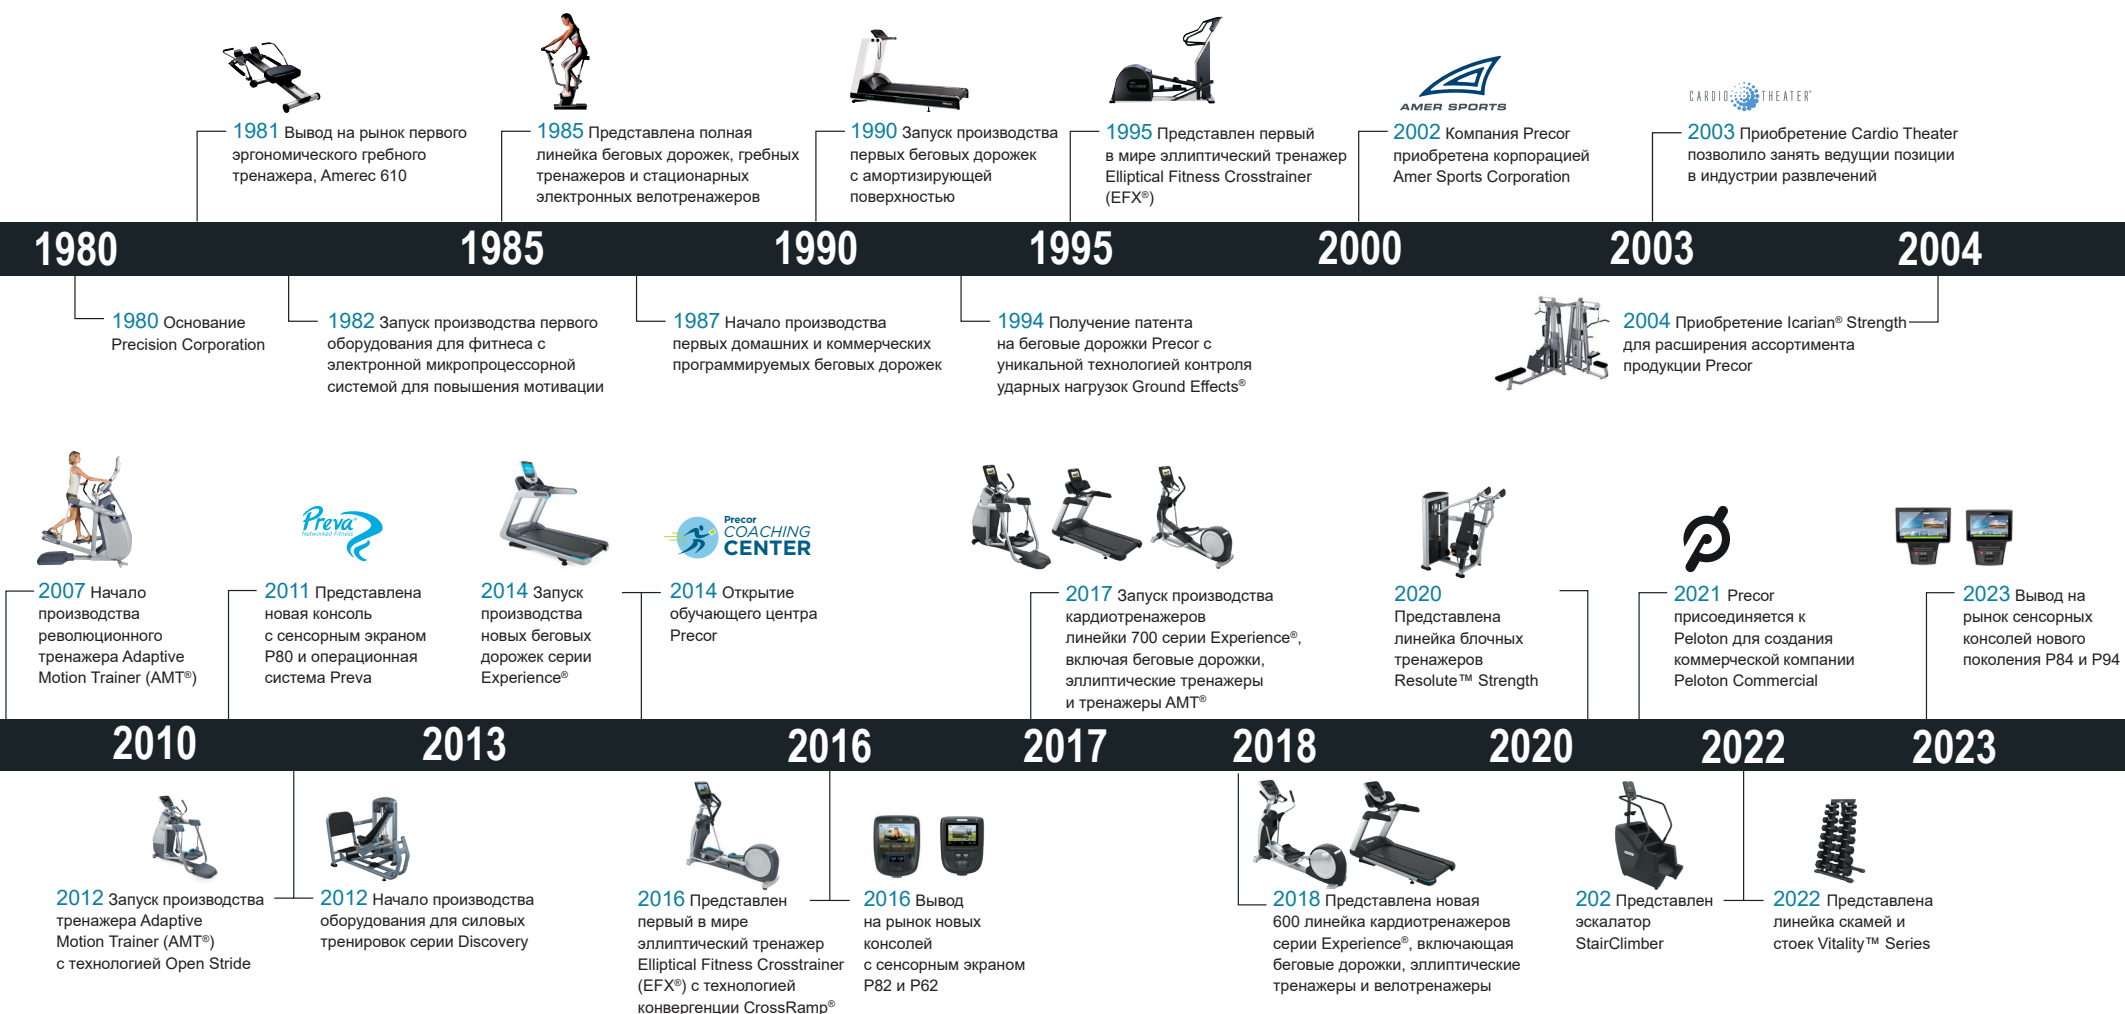 AMER SPORTS
CARDIO THEATER
1981 Вывод на рынок первого
эргономического гребного
тренажера, Amerec 610
1985 Представлена полная
линейка беговых дорожек, гребных
тренажеров и стационарных
электронных велотренажеров
1990 Запуск производства
первых беговых дорожек
с амортизирующей
поверхностью
1995 Представлен первый
в мире эллиптический тренажер
Elliptical Fitness Crosstrainer
(EFX®)
2002 Компания Precor
приобретена корпорацией
Amer Sports Corporation
2003 Приобретение Cardio Theater
позволило занять ведущии позиции
в индустрии развлечений
1980 1985 1990 1995 2000 2003 2004
1980 Основание
Precision Corporation
1982 Запуск производства первого
оборудования для фитнеса с
электронной микропроцессорной
системой для повышения мотивации
1987 Начало производства
первых домашних и коммерческих
программируемых беговых дорожек
1994 Получение патента
на беговые дорожки Precor с
уникальной технологией контроля
ударных нагрузок Ground Effects®
2004 Приобретение Icarian® Strength
для расширения ассортимента
продукции Precor
Preva®
Networked Fitness
Precor
COACHING
CENTER
2007 Начало
производства
революционного
тренажера Adaptive
Motion Trainer (AMT®)
2011 Представлена
новая консоль
с сенсорным экраном
P80 и операционная
система Preva
2014 Запуск
производства
новых беговых
дорожек серии
Experience®
2014 Открытие
обучающего центра
Precor
2017 Запуск производства
кардиотренажеров
линейки 700 серии Experience®,
включая беговые дорожки,
эллиптические тренажеры
и тренажеры AMT®
2020
Представлена
линейка блочных
тренажеров
Resolute™ Strength
2021 Precor
присоединяется к
Peloton для создания
коммерческой компании
Peloton Commercial
2023 Вывод на
рынок сенсорных
консолей нового
поколения P84 и P94
2010 2013 2016 2017 2018 2020 2022 2023
2012 Запуск производства
тренажера Adaptive
Motion Trainer (AMT®)
с технологией Open Stride
2012 Начало производства
оборудования для силовых
тренировок серии Discovery
2016 Представлен
первый в мире
эллиптический тренажер
Elliptical Fitness Crosstrainer
(EFX®) с технологией
конвергенции CrossRamp®
2016 Вывод
на рынок новых
консолей
с сенсорным экраном
P82 и P62
2018 Представлена новая
600 линейка кардиотренажеров
серии Experience®, включающая
беговые дорожки, эллиптические
тренажеры и велотренажеры
202 Представлен
эскалатор
StairClimber
2022 Представлена
линейка скамей и
стоек Vitality™ Series